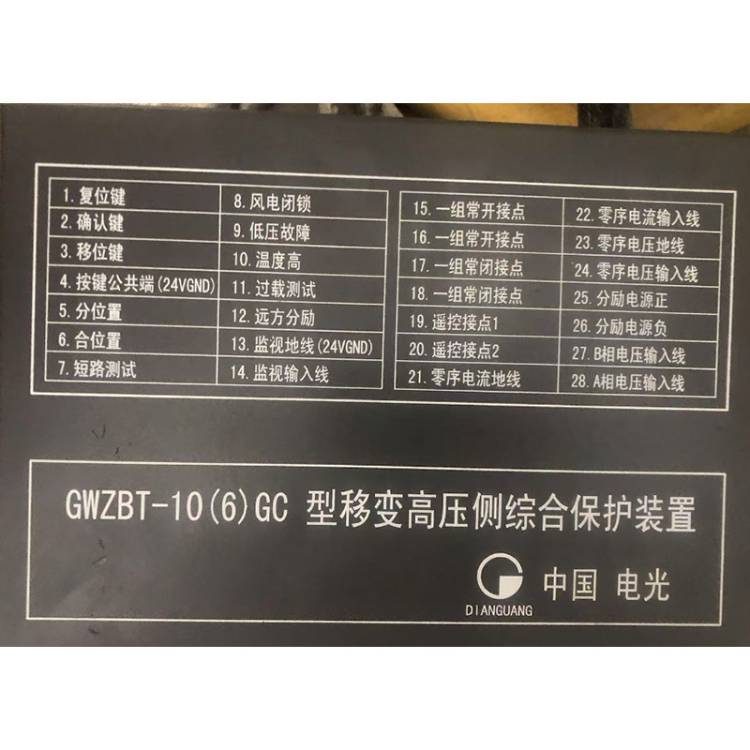 1.复位键
2.确认键
3.移位键
4.按键公共端(24VGND)
5.分位置
6.合位置
7.短路测试
8.风电闭锁
9.低压故障
10.温度高
11.过载测试
12.远方分励
13.监视地线(24VGND)
14.监视输入线
15.一组常开接点
16.一组常开接点
17.一组常闭接点
18.一组常闭接点
19.遥控接点1
20.遥控接点2
21.零序电流地线
22.零序电流输入线
23.零序电压地线
24.零序电压输入线
25.分励电源正
26.分励电源负
27.B相电压输入线
28.A相电压输入线
GWZBT-10(6)GC 型移变高压侧综合保护装置
DIANGUANG 中国 电光